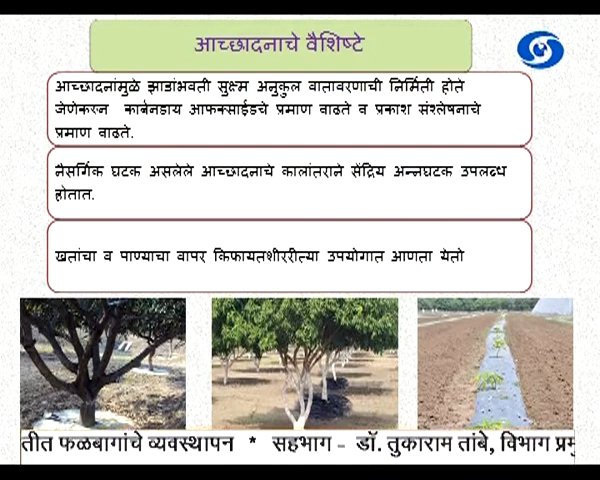 आच्छादनाचे वैशिष्टे
आच्छादनांमुळे झाडांभवती सुक्ष्म अनुकुल वातावरणाची निर्मिती होते
जेणेकरुन कार्बनडाय आफक्साईडचे प्रमाण वाढते व प्रकाश संश्लेषनाचे
प्रमाण वाढते.
नैसर्गिक घटक असलेले आच्छादनाचे कालांतराने सेंद्रिय अन्नघटक उपलब्ध
होतात.
खतांचा व पाण्याचा वापर किफायतशीररीत्या उपयोगात आणता येतो
तीत फळबागांचे व्यवस्थापन * सहभाग - डॉ. तुकाराम तांबे, विभाग प्रमु